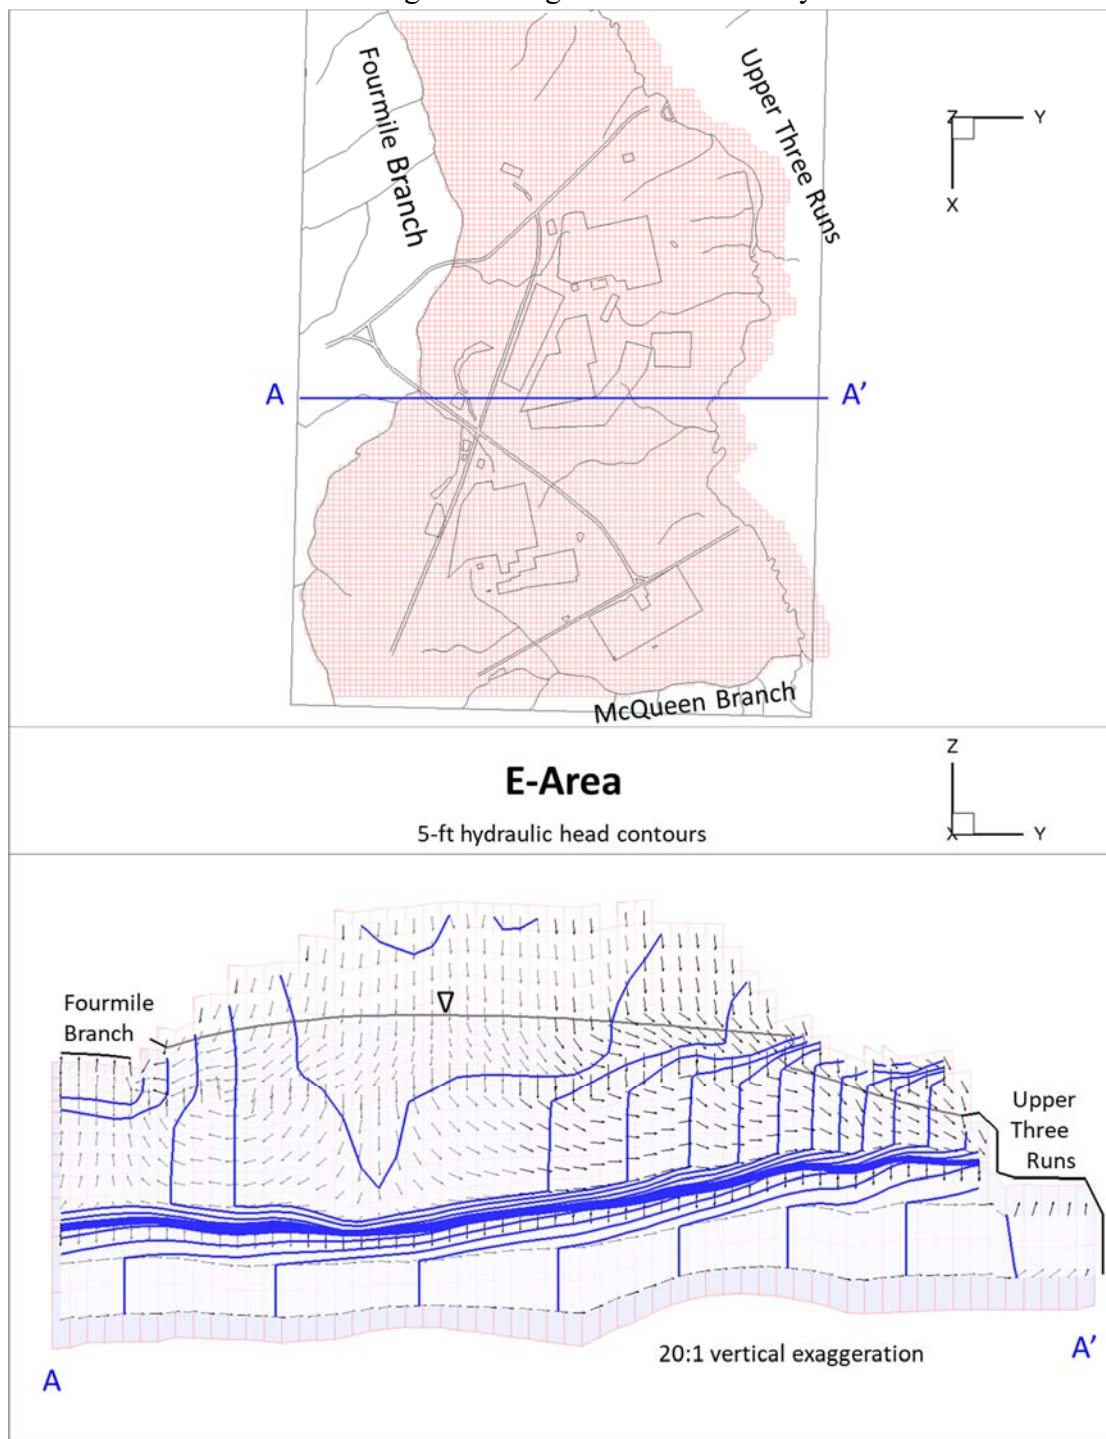 Fourmile Branch
Upper Three Runs
Z Y
X
A A’
McQueen Branch
E-Area
5-ft hydraulic head contours
Z
X Y
Fourmile
Branch
Upper
Three
Runs
20:1 vertical exaggeration
A A’